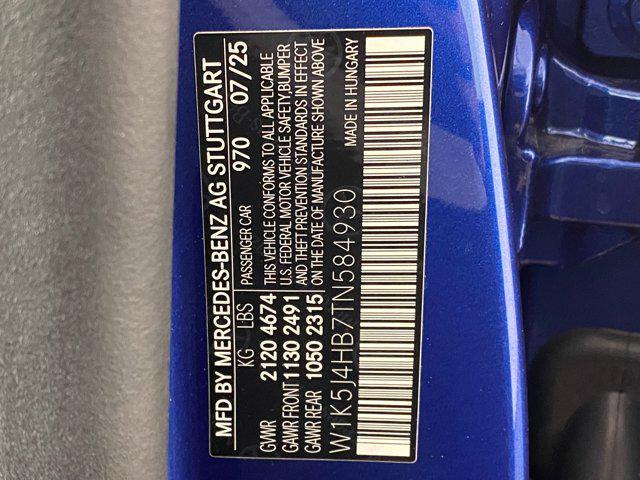 MFD BY MERCEDES-BENZ AG STUTTGART
PASSENGER CAR 970 07/25
KG LBS
GVWR 2120 4674
GAWR FRONT 1130 2491
GAWR REAR 1050 2315
THIS VEHICLE CONFORMS TO ALL APPLICABLE
U.S. FEDERAL MOTOR VEHICLE SAFETY,BUMPER
AND THEFT PREVENTION STANDARDS IN EFFECT
ON THE DATE OF MANUFACTURE SHOWN ABOVE
W1K5J4HB7TN584930
MADE IN HUNGARY